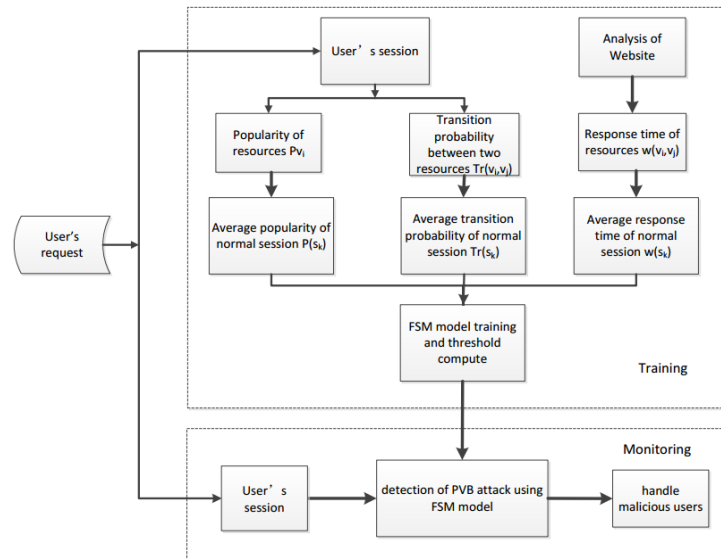 User’s session
Analysis of
Website
Popularity of
resources Pvi
Transition
probability
between two
resources Tr(vi,vj)
Response time of
resources w(vi,vj)
User's
request
Average popularity of
normal session P(sk)
Average transition
probability of normal
session Tr(sk)
Average response
time of normal
session w(sk)
FSM model training
and threshold
compute
Training
Monitoring
User’s
session
detection of PVB attack using
FSM model
handle
malicious users